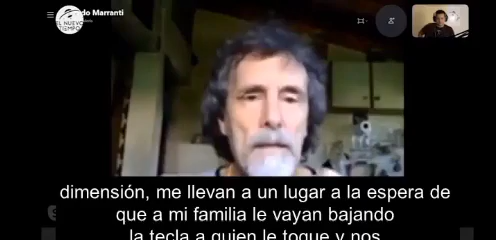 do Marranti
EL NUEVO
TIEMPO
dimensión, me llevan a un lugar a la espera de
que a mi familia le vayan bajando
la tecla a quien le toque y nos